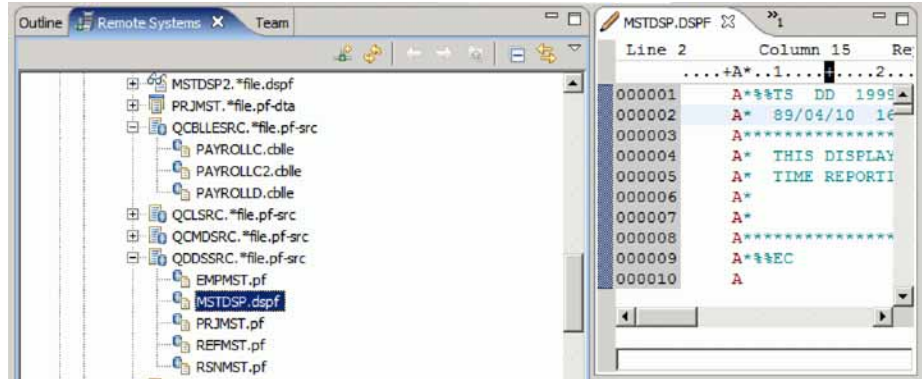 Outline Remote Systems Team
MSTDSP2.*file.dspf
PRJMST.*file.pf-dta
QCBLLESRC.*file.pf-src
PAYROLLC.cblle
PAYROLLC2.cblle
PAYROLLD.cblle
QCLSRC.*file.pf-src
QCMDSRC.*file.pf-src
QDDSSRC.*file.pf-src
EMPMST.pf
MSTDSP.dspf
PRJMST.pf
REFMST.pf
RSNMST.pf
MSTDSP.DSPF »1
Line 2 Column 15 Re
....+A*..1....+....2...
000001 A*%%TS DD 1999
000002 A* 89/04/10 16
000003 A***************
000004 A* THIS DISPLAY
000005 A* TIME REPORTI
000006 A*
000007 A*
000008 A***************
000009 A*%%EC
000010 A